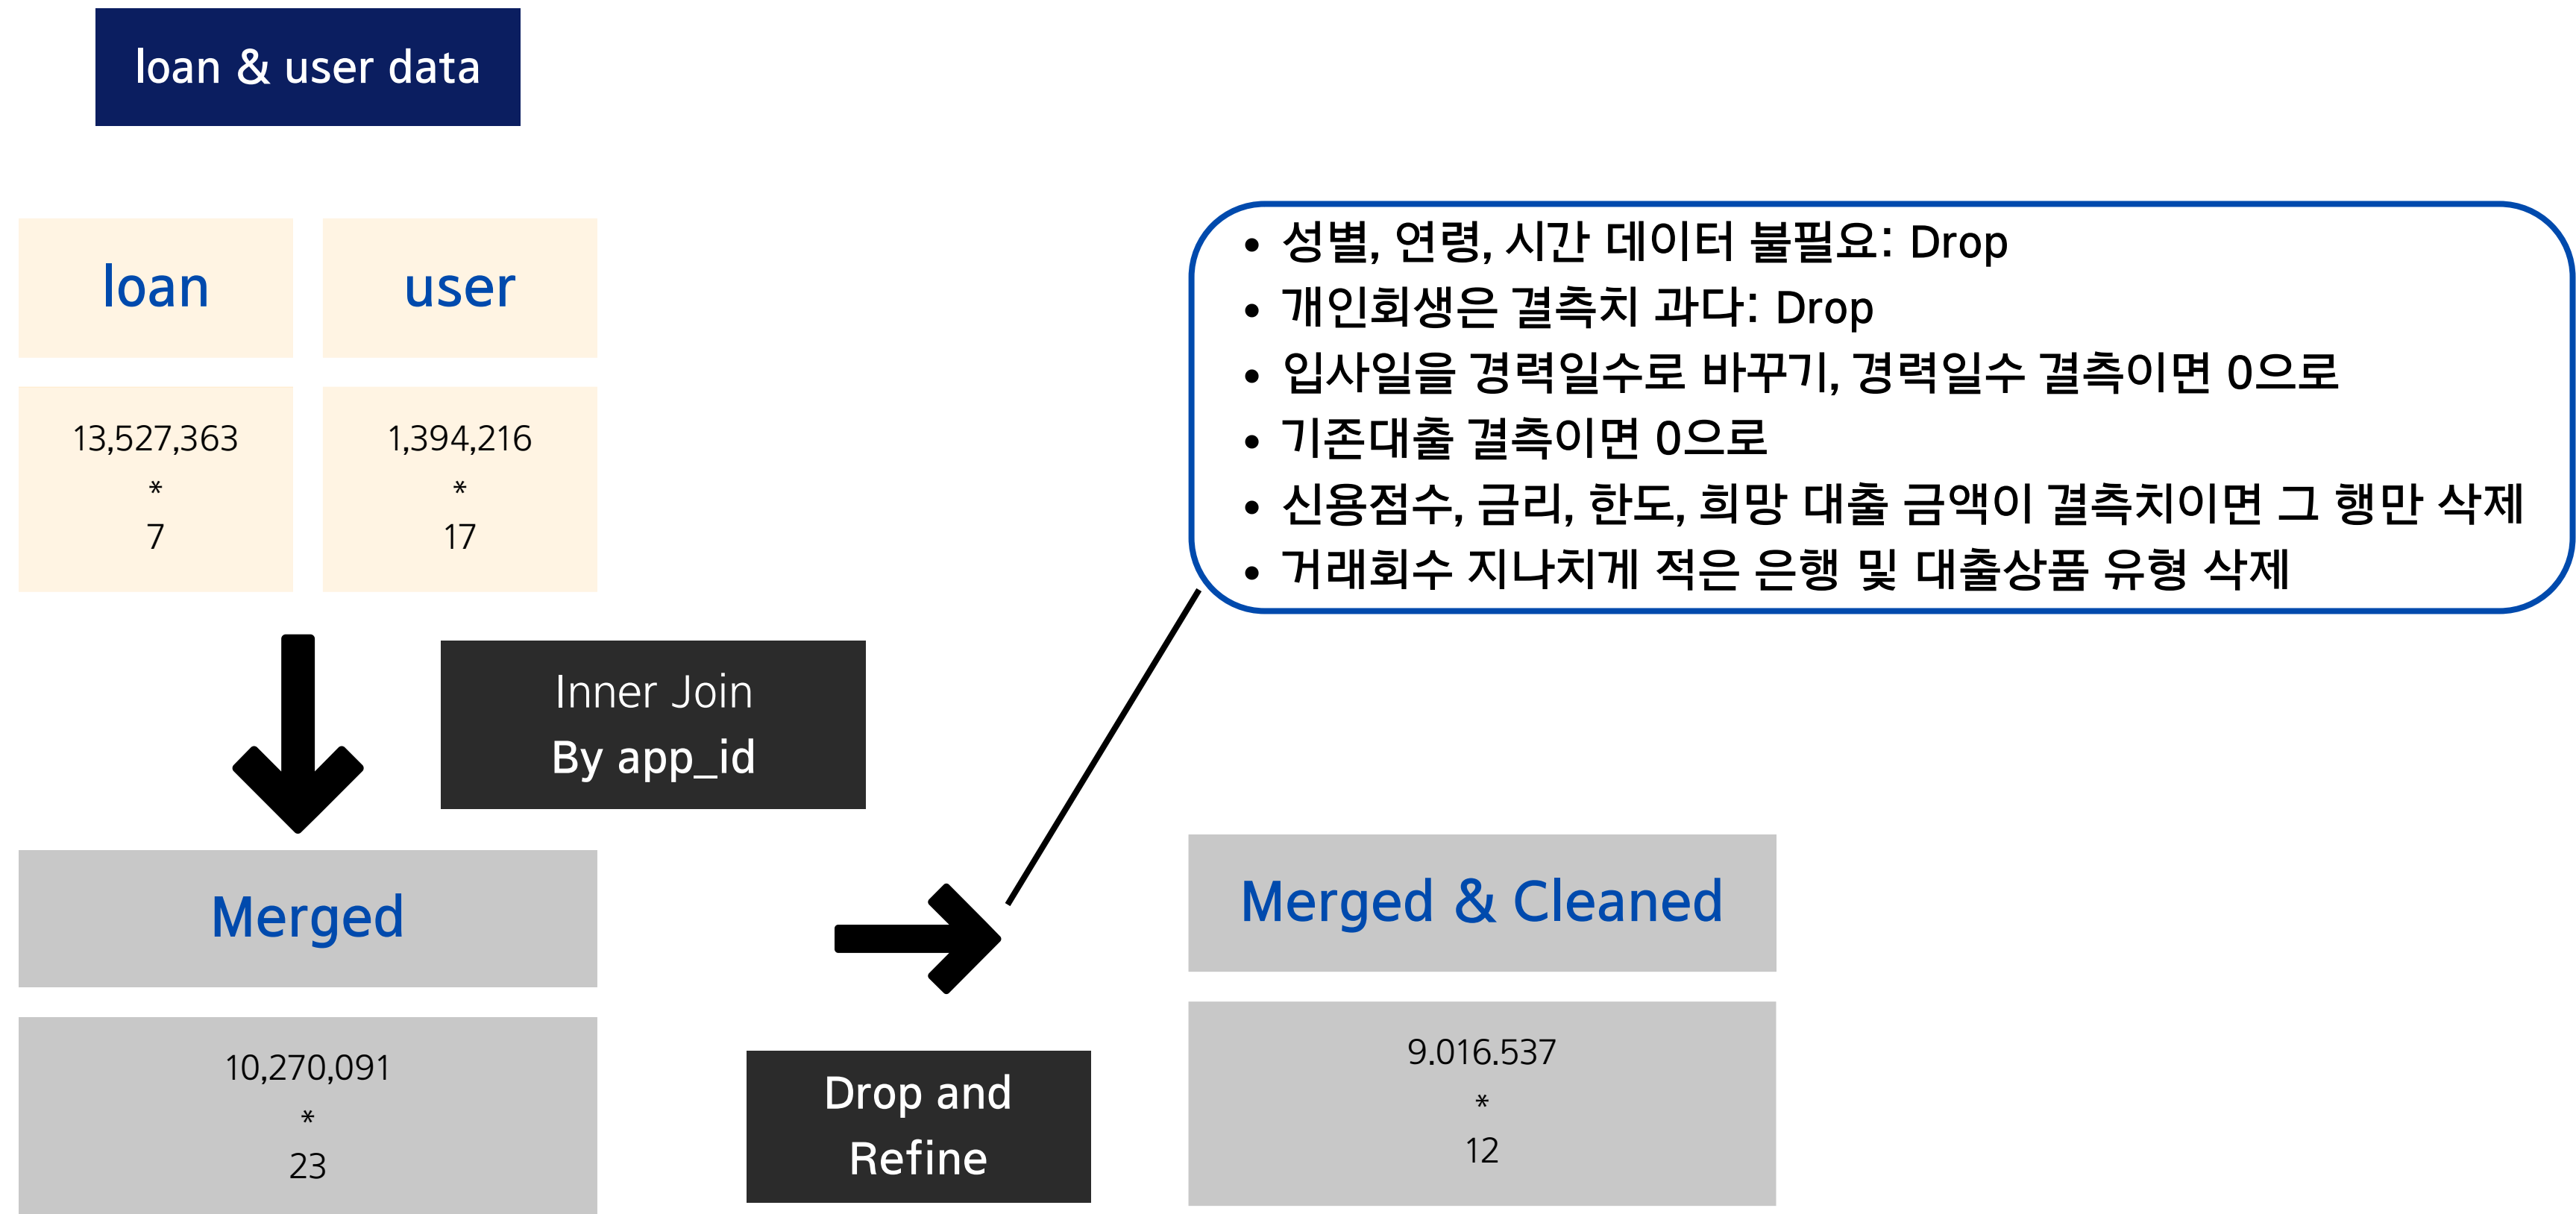 loan & user data
loan
user
13,527,363
*
7
1,394,216
*
17
• 성별, 연령, 시간 데이터 불필요: Drop
• 개인회생은 결측치 과다: Drop
• 입사일을 경력일수로 바꾸기, 경력일수 결측이면 0으로
• 기존대출 결측이면 0으로
• 신용점수, 금리, 한도, 희망 대출 금액이 결측치이면 그 행만 삭제
• 거래회수 지나치게 적은 은행 및 대출상품 유형 삭제
Inner Join
By app_id
Merged
10,270,091
*
23
Drop and
Refine
Merged & Cleaned
9.016.537
*
12